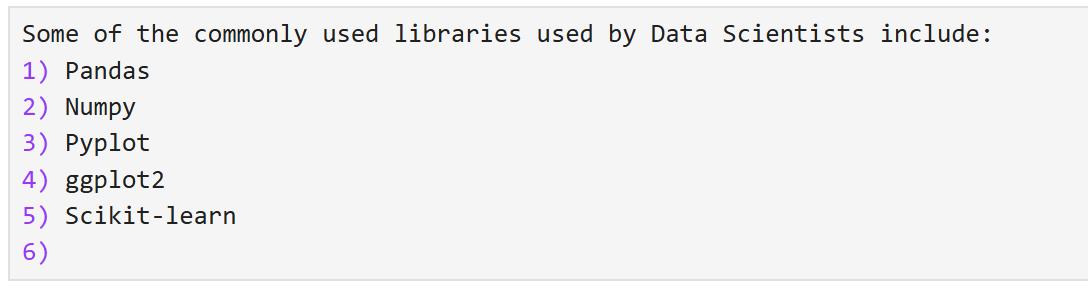 Some of the commonly used libraries used by Data Scientists include:
1) Pandas
2) Numpy
3) Pyplot
4) ggplot2
5) Scikit-learn
6)